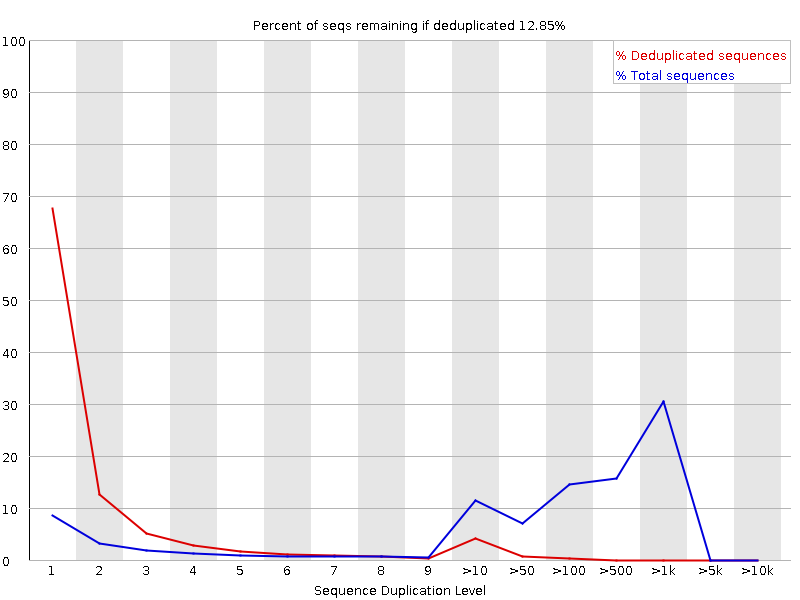 Percent of seqs remaining if deduplicated 12.85%
% Deduplicated sequences
% Total sequences
100
90
80
70
60
50
40
30
20
10
0
1 2 3 4 5 6 7 8 9 >10 >50 >100 >500 >1k >5k >10k
Sequence Duplication Level